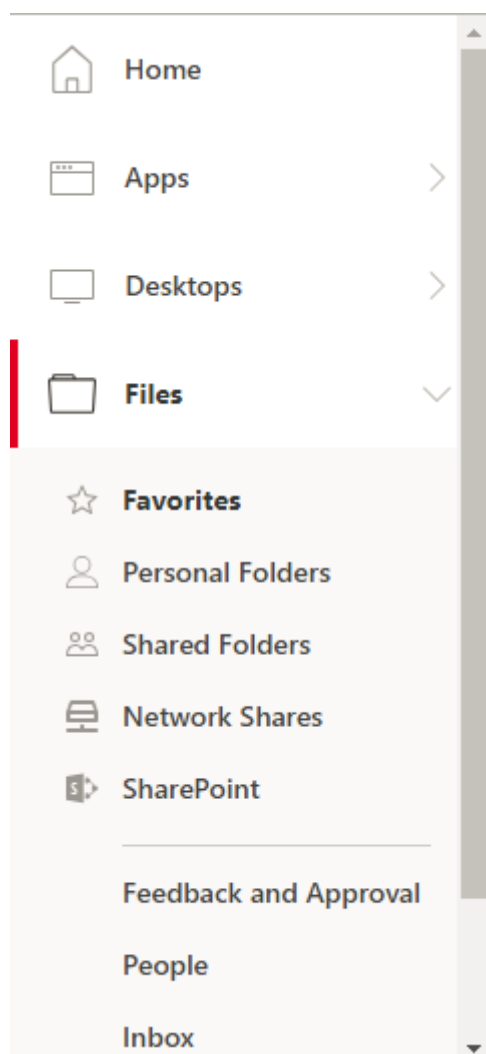 Home
Apps
Desktops
Files
Favorites
Personal Folders
Shared Folders
Network Shares
SharePoint
Feedback and Approval
People
Inbox